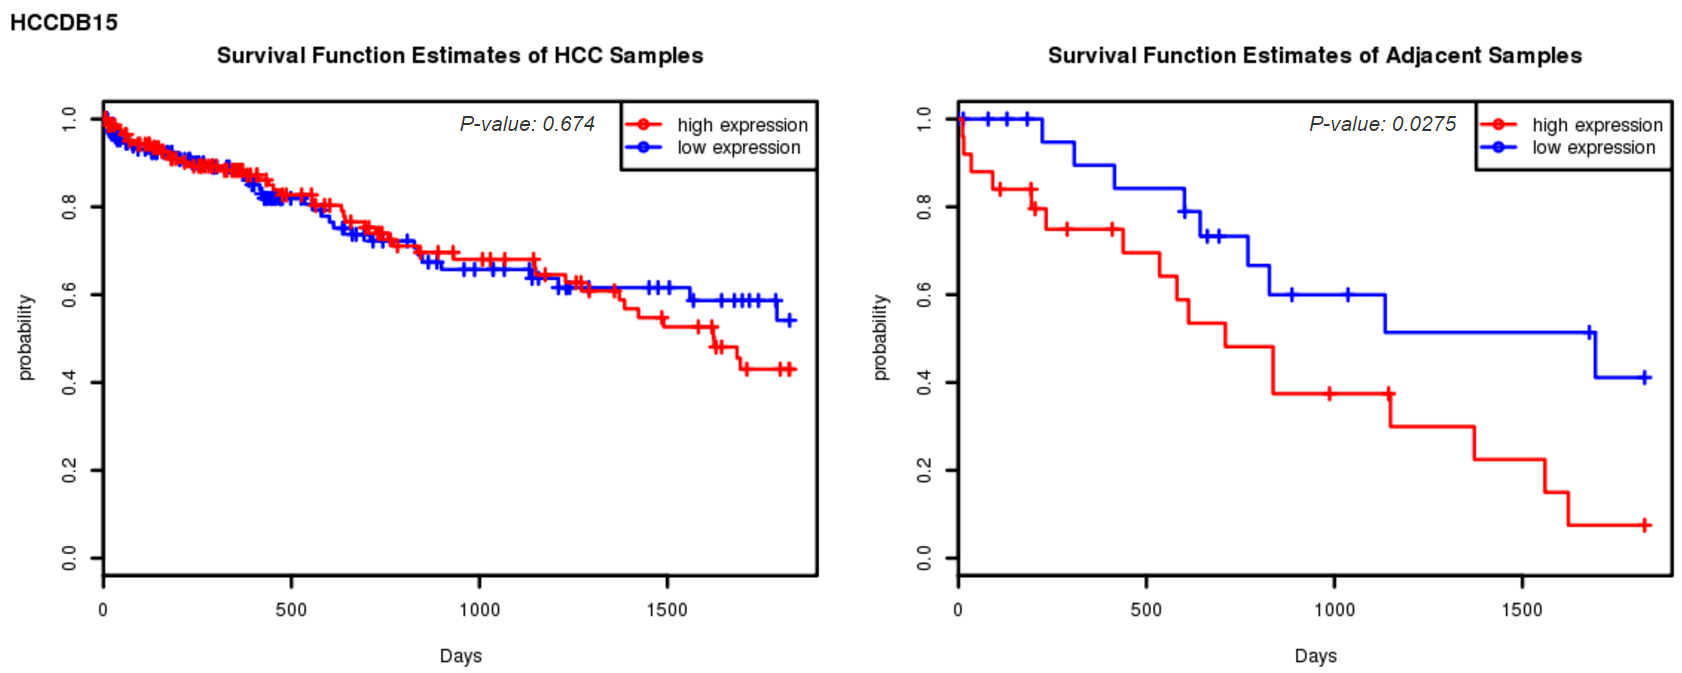 HCCDB15
Survival Function Estimates of HCC Samples
P-value: 0.674
high expression
low expression
probability
1.0
0.8
0.6
0.4
0.2
0.0
0 500 1000 1500
Days
Survival Function Estimates of Adjacent Samples
P-value: 0.0275
high expression
low expression
probability
1.0
0.8
0.6
0.4
0.2
0.0
0 500 1000 1500
Days